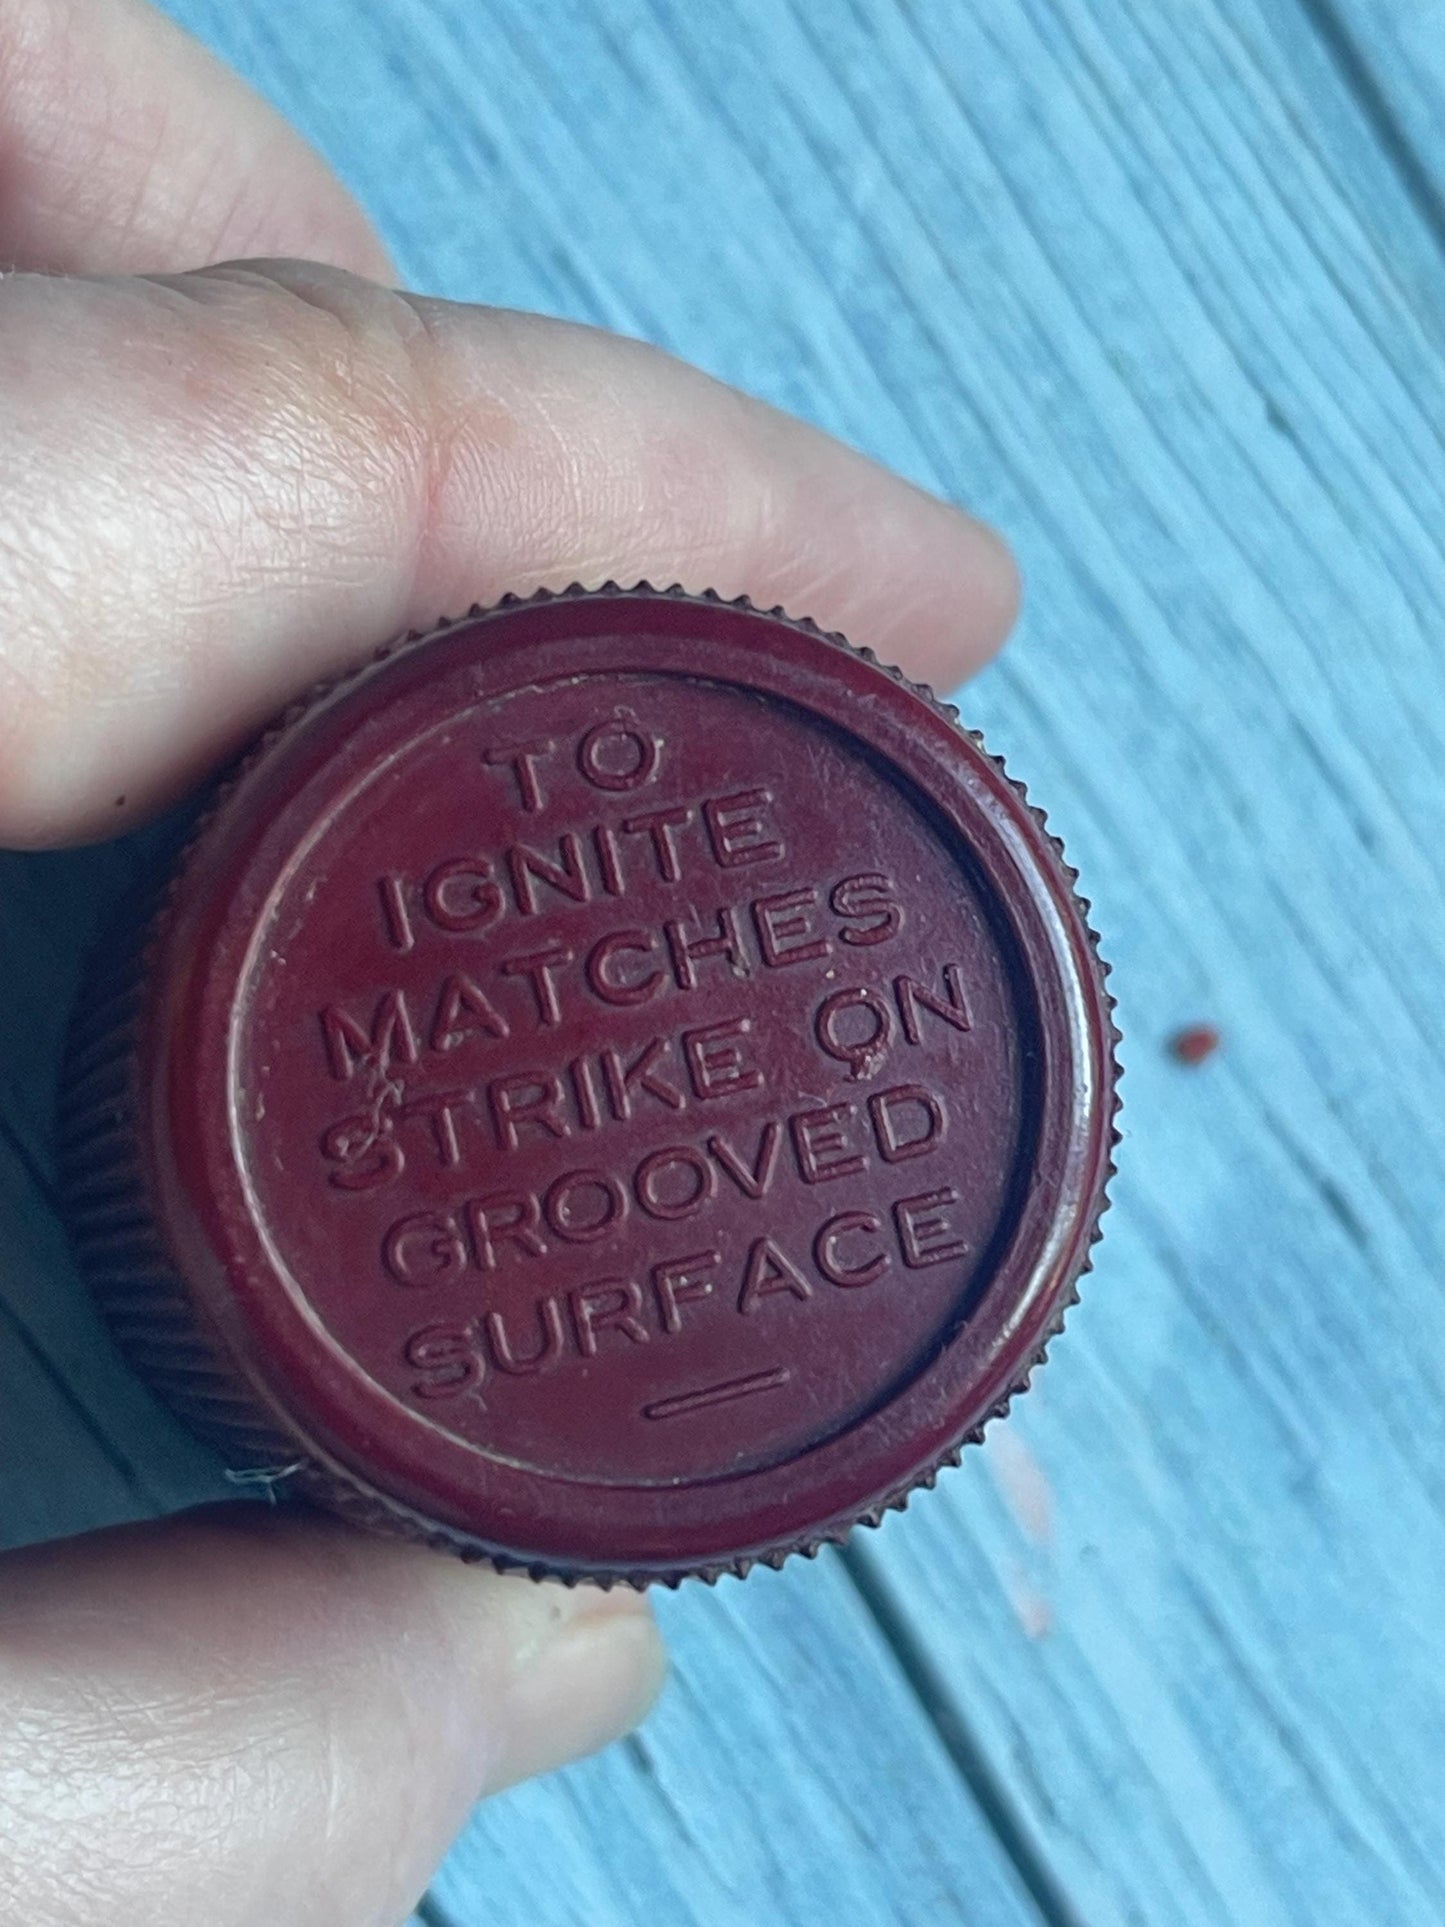 TO
IGNITE
MATCHES
STRIKE ON
GROOVED
SURFACE